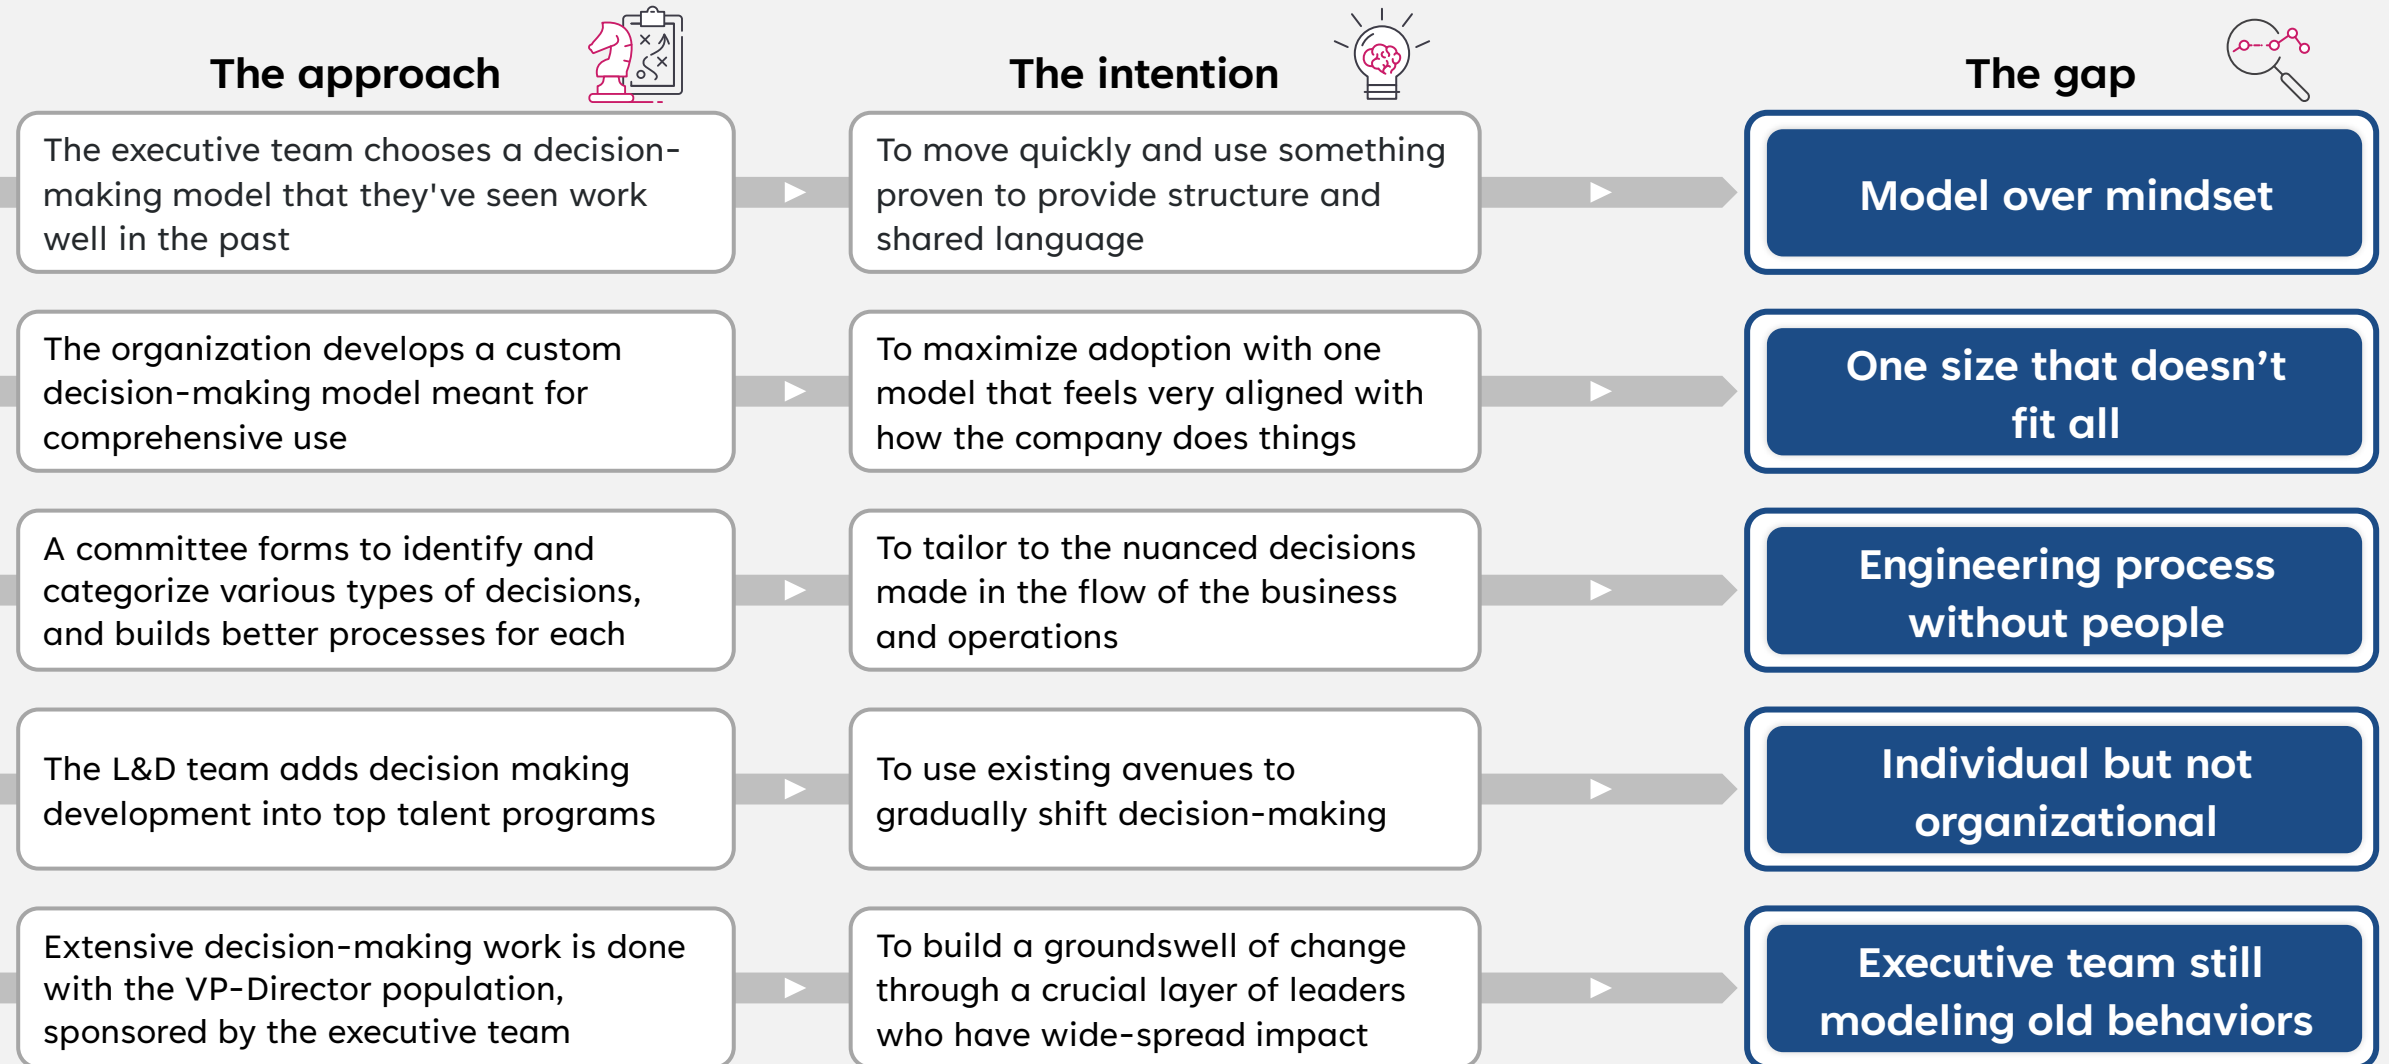 The approach
The intention
The gap
The executive team chooses a decision-
making model that they've seen work
well in the past
To move quickly and use something
proven to provide structure and
shared language
Model over mindset
The organization develops a custom
decision-making model meant for
comprehensive use
To maximize adoption with one
model that feels very aligned with
how the company does things
One size that doesn’t
fit all
A committee forms to identify and
categorize various types of decisions,
and builds better processes for each
To tailor to the nuanced decisions
made in the flow of the business
and operations
Engineering process
without people
The L&D team adds decision making
development into top talent programs
To use existing avenues to
gradually shift decision-making
Individual but not
organizational
Extensive decision-making work is done
with the VP-Director population,
sponsored by the executive team
To build a groundswell of change
through a crucial layer of leaders
who have wide-spread impact
Executive team still
modeling old behaviors